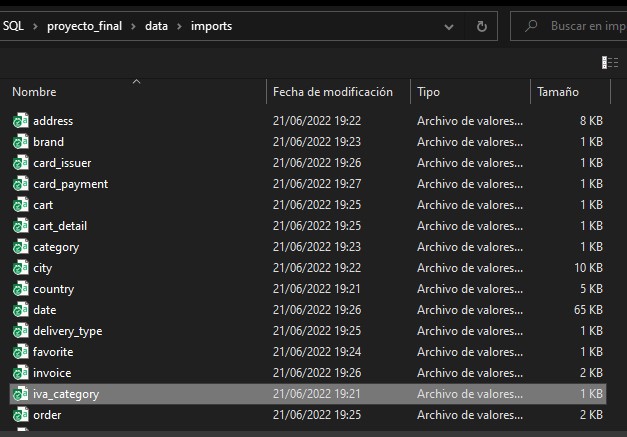 SQL > proyecto_final > data > imports
Buscar en imp
Nombre Fecha de modificación Tipo Tamaño
address 21/06/2022 19:22 Archivo de valores... 8 KB
brand 21/06/2022 19:23 Archivo de valores... 1 KB
card_issuer 21/06/2022 19:26 Archivo de valores... 1 KB
card_payment 21/06/2022 19:27 Archivo de valores... 1 KB
cart 21/06/2022 19:25 Archivo de valores... 1 KB
cart_detail 21/06/2022 19:25 Archivo de valores... 1 KB
category 21/06/2022 19:23 Archivo de valores... 1 KB
city 21/06/2022 19:22 Archivo de valores... 10 KB
country 21/06/2022 19:21 Archivo de valores... 5 KB
date 21/06/2022 19:26 Archivo de valores... 65 KB
delivery_type 21/06/2022 19:25 Archivo de valores... 1 KB
favorite 21/06/2022 19:24 Archivo de valores... 1 KB
invoice 21/06/2022 19:26 Archivo de valores... 2 KB
iva_category 21/06/2022 19:21 Archivo de valores... 1 KB
order 21/06/2022 19:25 Archivo de valores... 2 KB